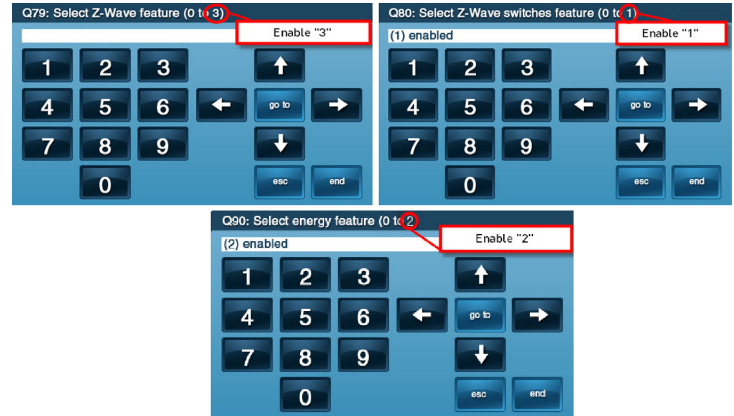 Q79: Select Z-Wave feature (0 to 3)
Enable "3"
1 2 3
4 5 6 go to
7 8 9
0 esc end
Q80: Select Z-Wave switches feature (0 to 1)
Enable "1"
(1) enabled
1 2 3
4 5 6 go to
7 8 9
0 esc end
Q90: Select energy feature (0 to 2
Enable "2"
(2) enabled
1 2 3
4 5 6 go to
7 8 9
0 esc end